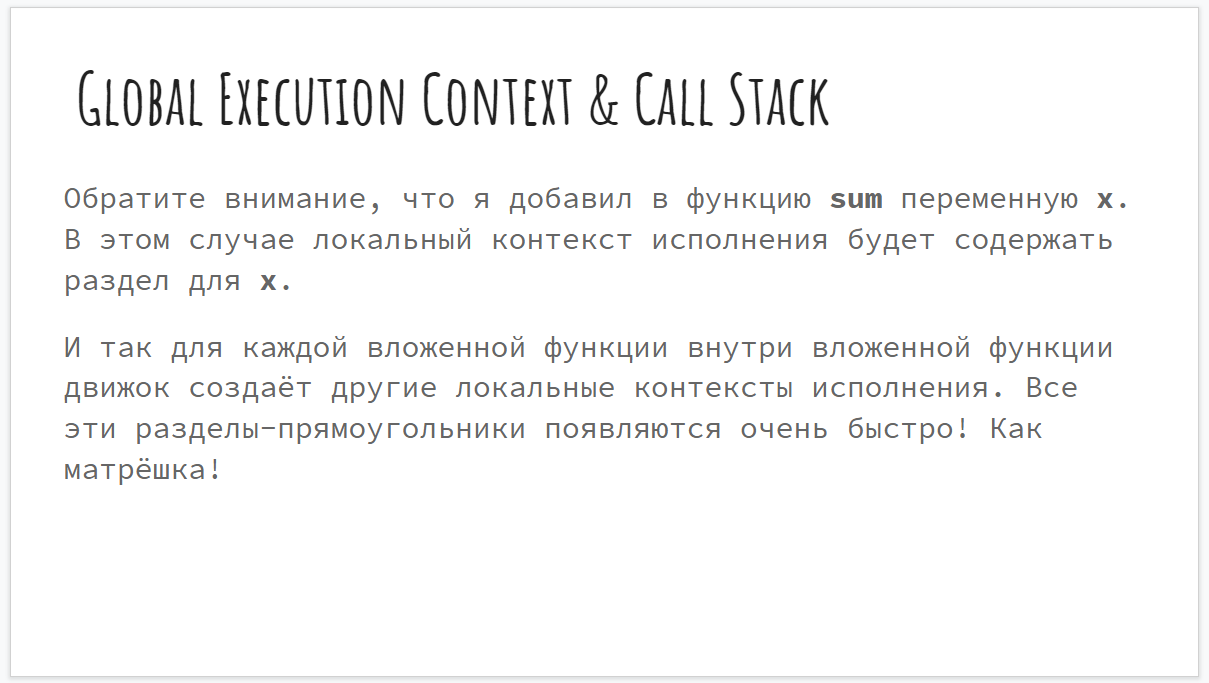 Global Execution Context & Call Stack
Обратите внимание, что я добавил в функцию sum переменную x.
В этом случае локальный контекст исполнения будет содержать
раздел для x.
И так для каждой вложенной функции внутри вложенной функции
движок создаёт другие локальные контексты исполнения. Все
эти разделы-прямоугольники появляются очень быстро! Как
матрёшка!